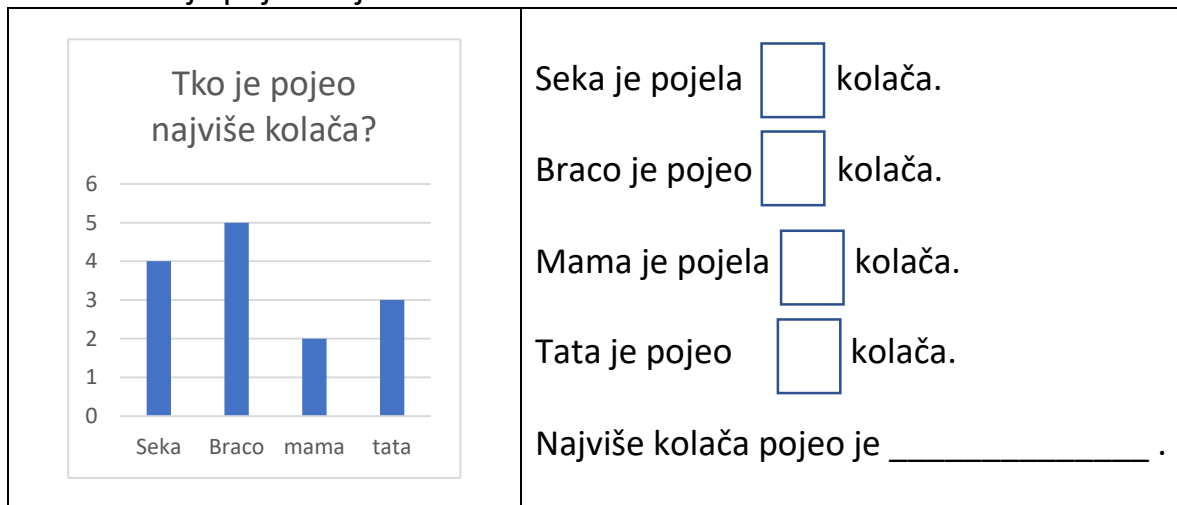 Tko je pojeo
najviše kolača?
6
5
4
3
2
1
0
Seka Braco mama tata
Seka je pojela kolača.
Braco je pojeo kolača.
Mama je pojela kolača.
Tata je pojeo kolača.
Najviše kolača pojeo je ______________ .